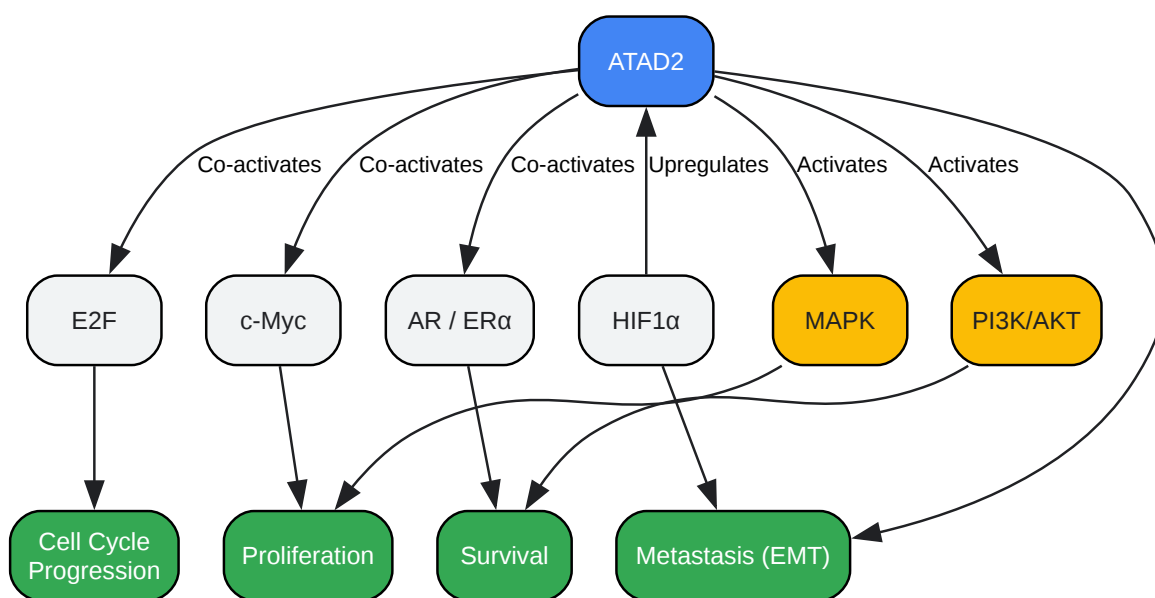 ATAD2
Co-activates
Co-activates
Co-activates
Upregulates
Activates
Activates
E2F
c-Myc
AR / ERα
HIF1α
MAPK
PI3K/AKT
Cell Cycle
Progression
Proliferation
Survival
Metastasis (EMT)